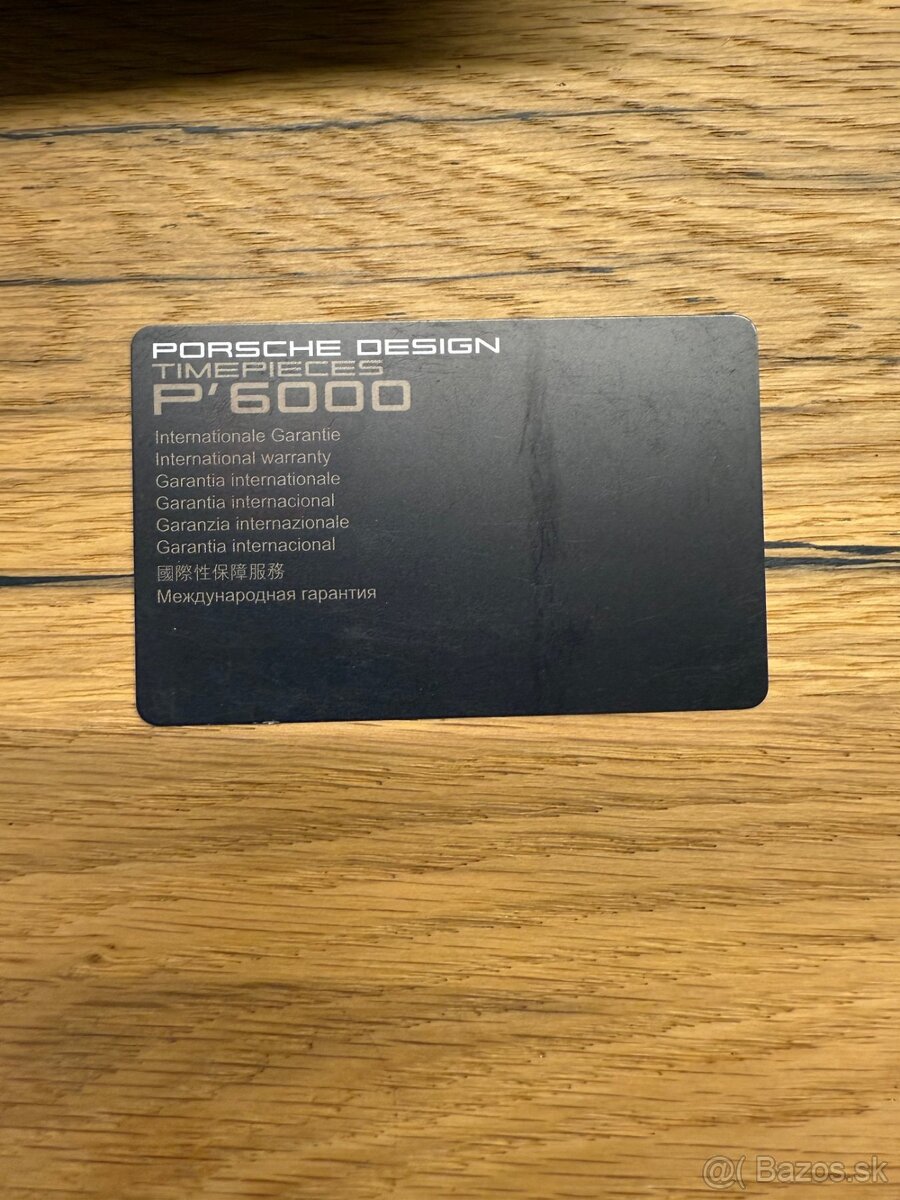 PORSCHE DESIGN
TIMEPIECES
P'6000
Internationale Garantie
International warranty
Garantia internationale
Garantia internacional
Garanzia internazionale
Garantia internacional
國際性保障服務
Международная гарантия
@( Bazos.sk